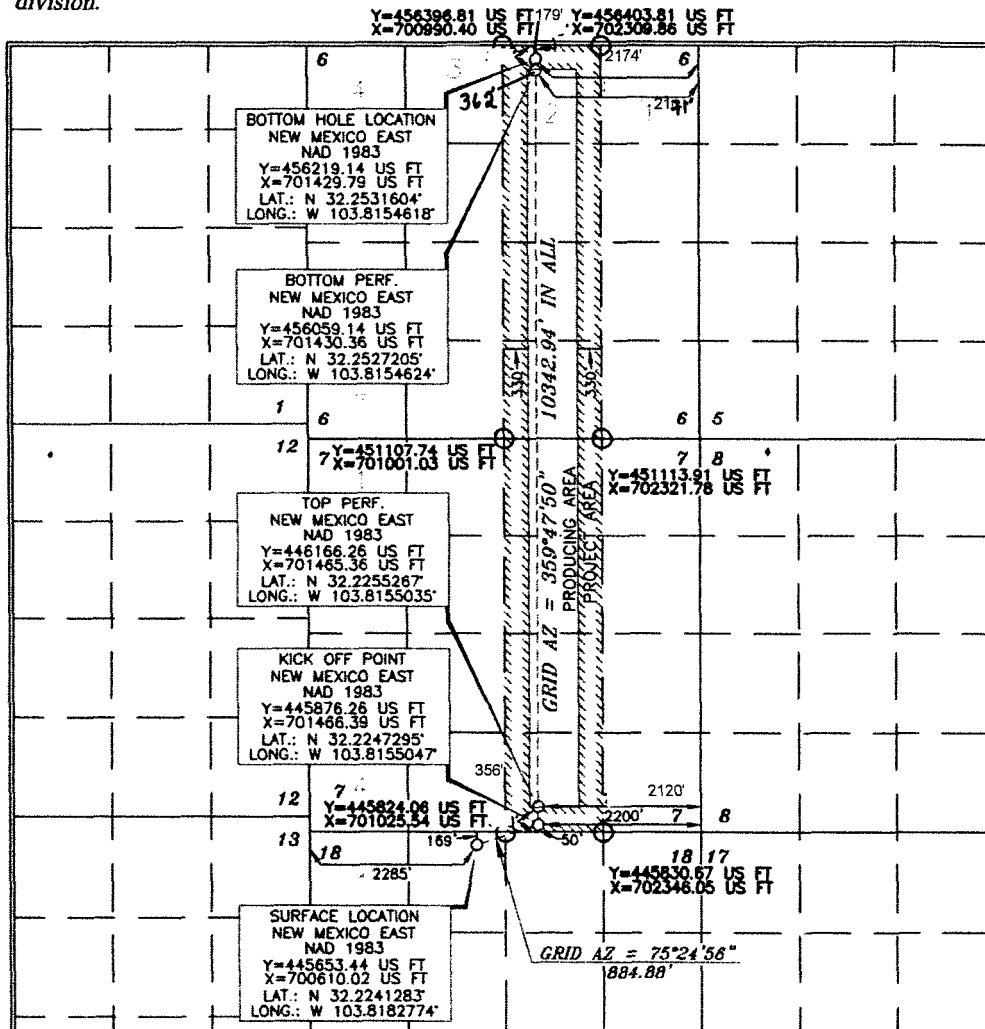 division.
Y=456396.81 US FT
X=700990.40 US FT
179'
Y=456403.81 US FT
X=702309.86 US FT
6
3
2174'
6
4
362'
2
1
BOTTOM HOLE LOCATION
NEW MEXICO EAST
NAD 1983
Y=456219.14 US FT
X=701429.79 US FT
LAT.: N 32.2531604°
LONG.: W 103.8154618°
BOTTOM PERF.
NEW MEXICO EAST
NAD 1983
Y=456059.14 US FT
X=701430.36 US FT
LAT.: N 32.2527205°
LONG.: W 103.8154624°
10342.94' IN ALL
330'
330'
1 6
6 5
12 7
7 8
Y=451107.74 US FT
X=701001.03 US FT
Y=451113.91 US FT
X=702321.78 US FT
GRID AZ = 359°47'50"
PRODUCING AREA
PROJECT AREA
TOP PERF.
NEW MEXICO EAST
NAD 1983
Y=446166.26 US FT
X=701465.36 US FT
LAT.: N 32.2255267°
LONG.: W 103.8155035°
KICK OFF POINT
NEW MEXICO EAST
NAD 1983
Y=445876.26 US FT
X=701466.39 US FT
LAT.: N 32.2247295°
LONG.: W 103.8155047°
356'
2120'
12 7
4
Y=445824.06 US FT
X=701025.54 US FT.
2200'
7 8
13 18
169'
50'
18 17
2285'
Y=445830.67 US FT
X=702346.05 US FT
SURFACE LOCATION
NEW MEXICO EAST
NAD 1983
Y=445653.44 US FT
X=700610.02 US FT
LAT.: N 32.2241283°
LONG.: W 103.8182774°
GRID AZ = 75°24'56"
884.88'